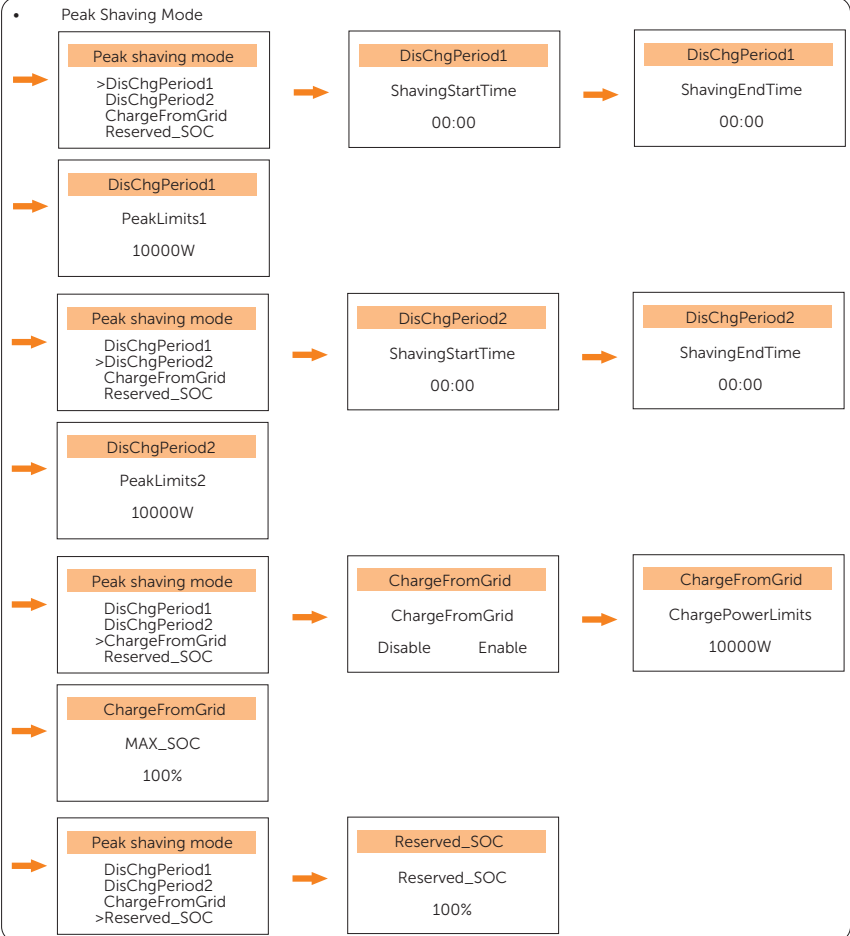 • Peak Shaving Mode
Peak shaving mode
>DisChgPeriod1
DisChgPeriod2
ChargeFromGrid
Reserved_SOC
DisChgPeriod1
ShavingStartTime
00:00
DisChgPeriod1
ShavingEndTime
00:00
DisChgPeriod1
PeakLimits1
10000W
Peak shaving mode
DisChgPeriod1
>DisChgPeriod2
ChargeFromGrid
Reserved_SOC
DisChgPeriod2
ShavingStartTime
00:00
DisChgPeriod2
ShavingEndTime
00:00
DisChgPeriod2
PeakLimits2
10000W
Peak shaving mode
DisChgPeriod1
DisChgPeriod2
>ChargeFromGrid
Reserved_SOC
ChargeFromGrid
ChargeFromGrid
Disable Enable
ChargeFromGrid
ChargePowerLimits
10000W
ChargeFromGrid
MAX_SOC
100%
Peak shaving mode
DisChgPeriod1
DisChgPeriod2
ChargeFromGrid
>Reserved_SOC
Reserved_SOC
Reserved_SOC
100%